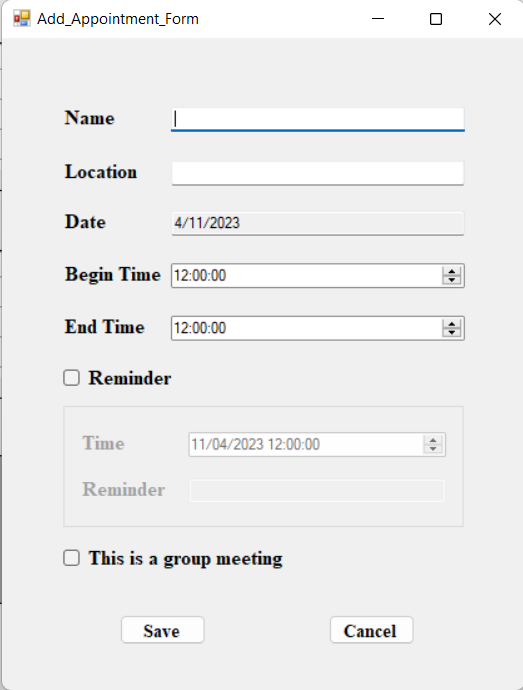 Add_Appointment_Form
Name
Location
Date 4/11/2023
Begin Time 12:00:00
End Time 12:00:00
Reminder
Time 11/04/2023 12:00:00
Reminder
This is a group meeting
Save Cancel